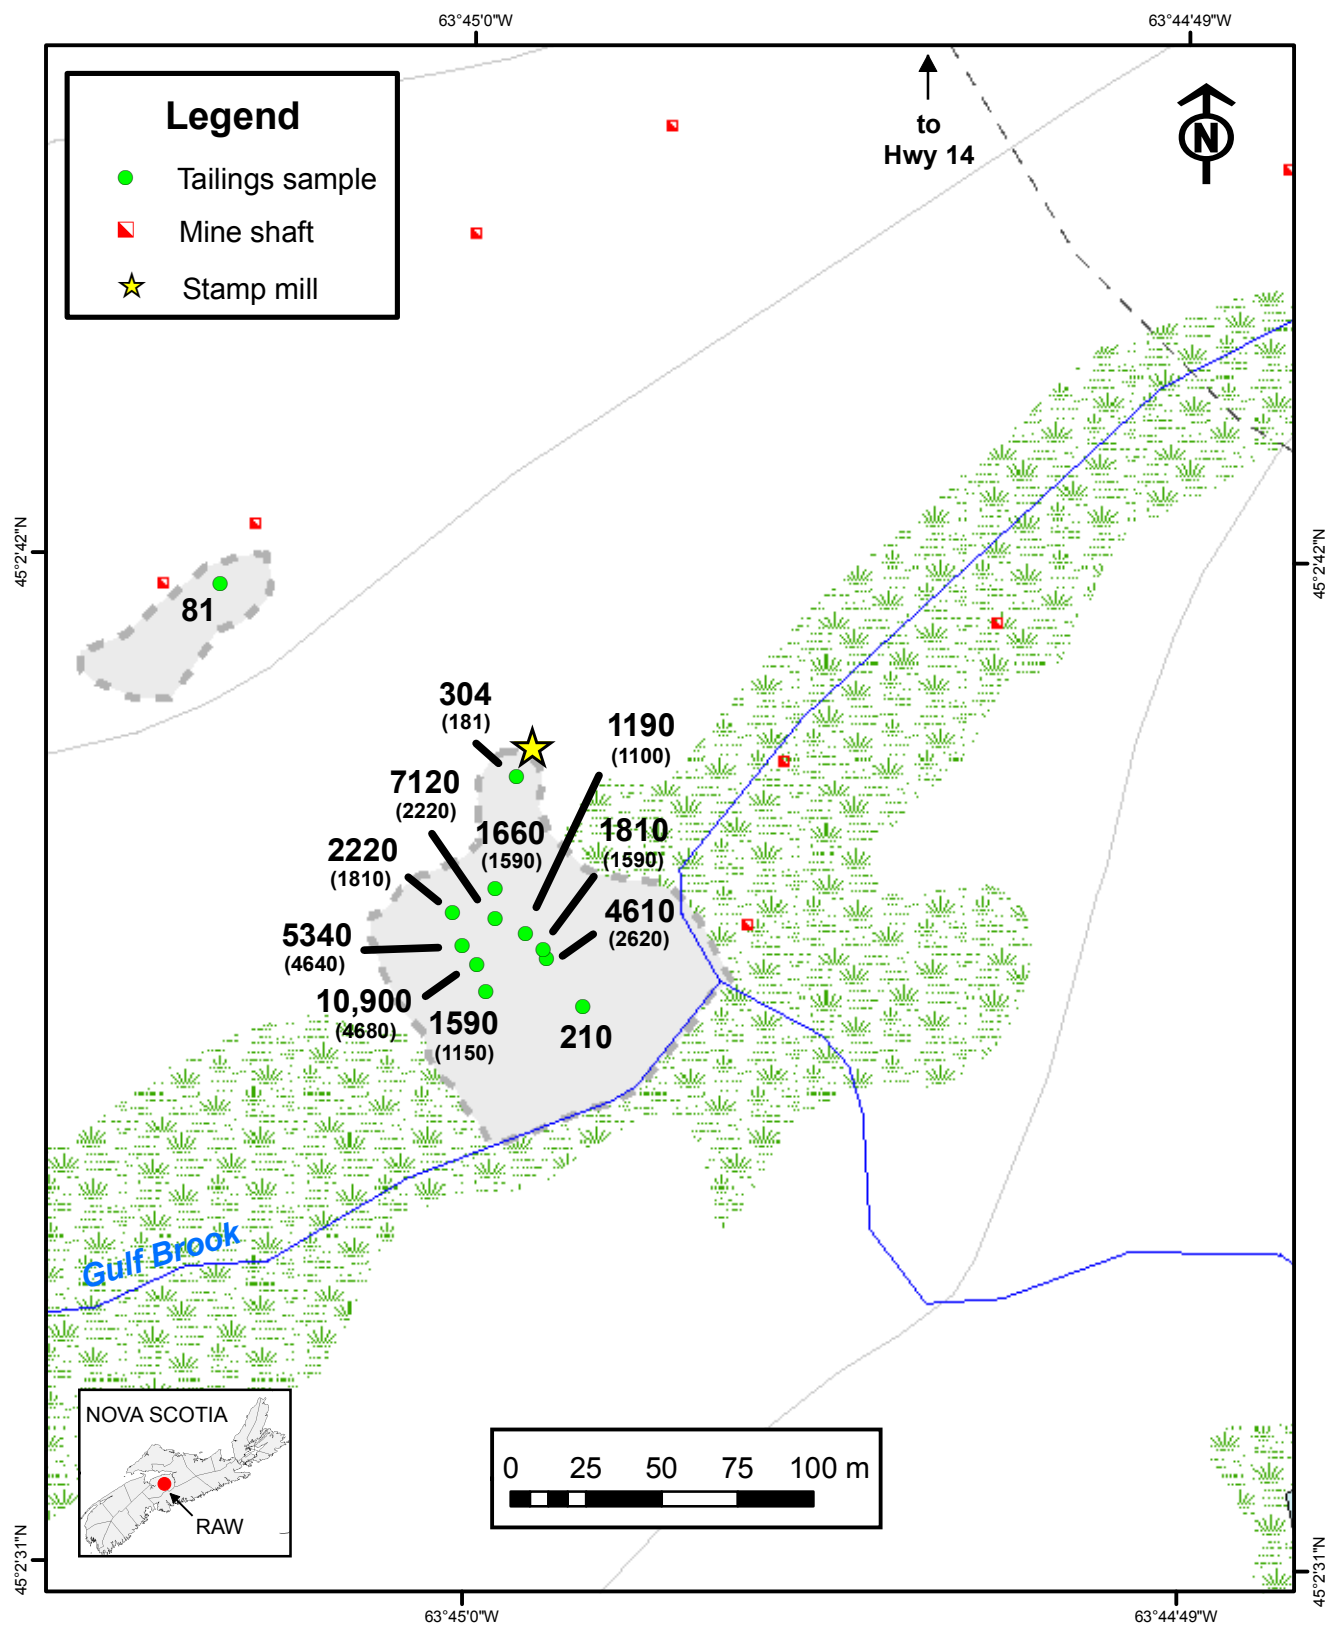 63°45'0"W
63°44'49"W
Legend
Tailings sample
Mine shaft
Stamp mill
to
Hwy 14
N
45°2'42"N
45°2'42"N
81
304
(181)
1190
(1100)
7120
(2220)
1660
(1590)
1810
(1590)
2220
(1810)
4610
(2620)
5340
(4640)
10,900
(4680)
1590
(1150)
210
Gulf Brook
NOVA SCOTIA
RAW
0 25 50 75 100 m
45°2'31"N
45°2'31"N
63°45'0"W
63°44'49"W